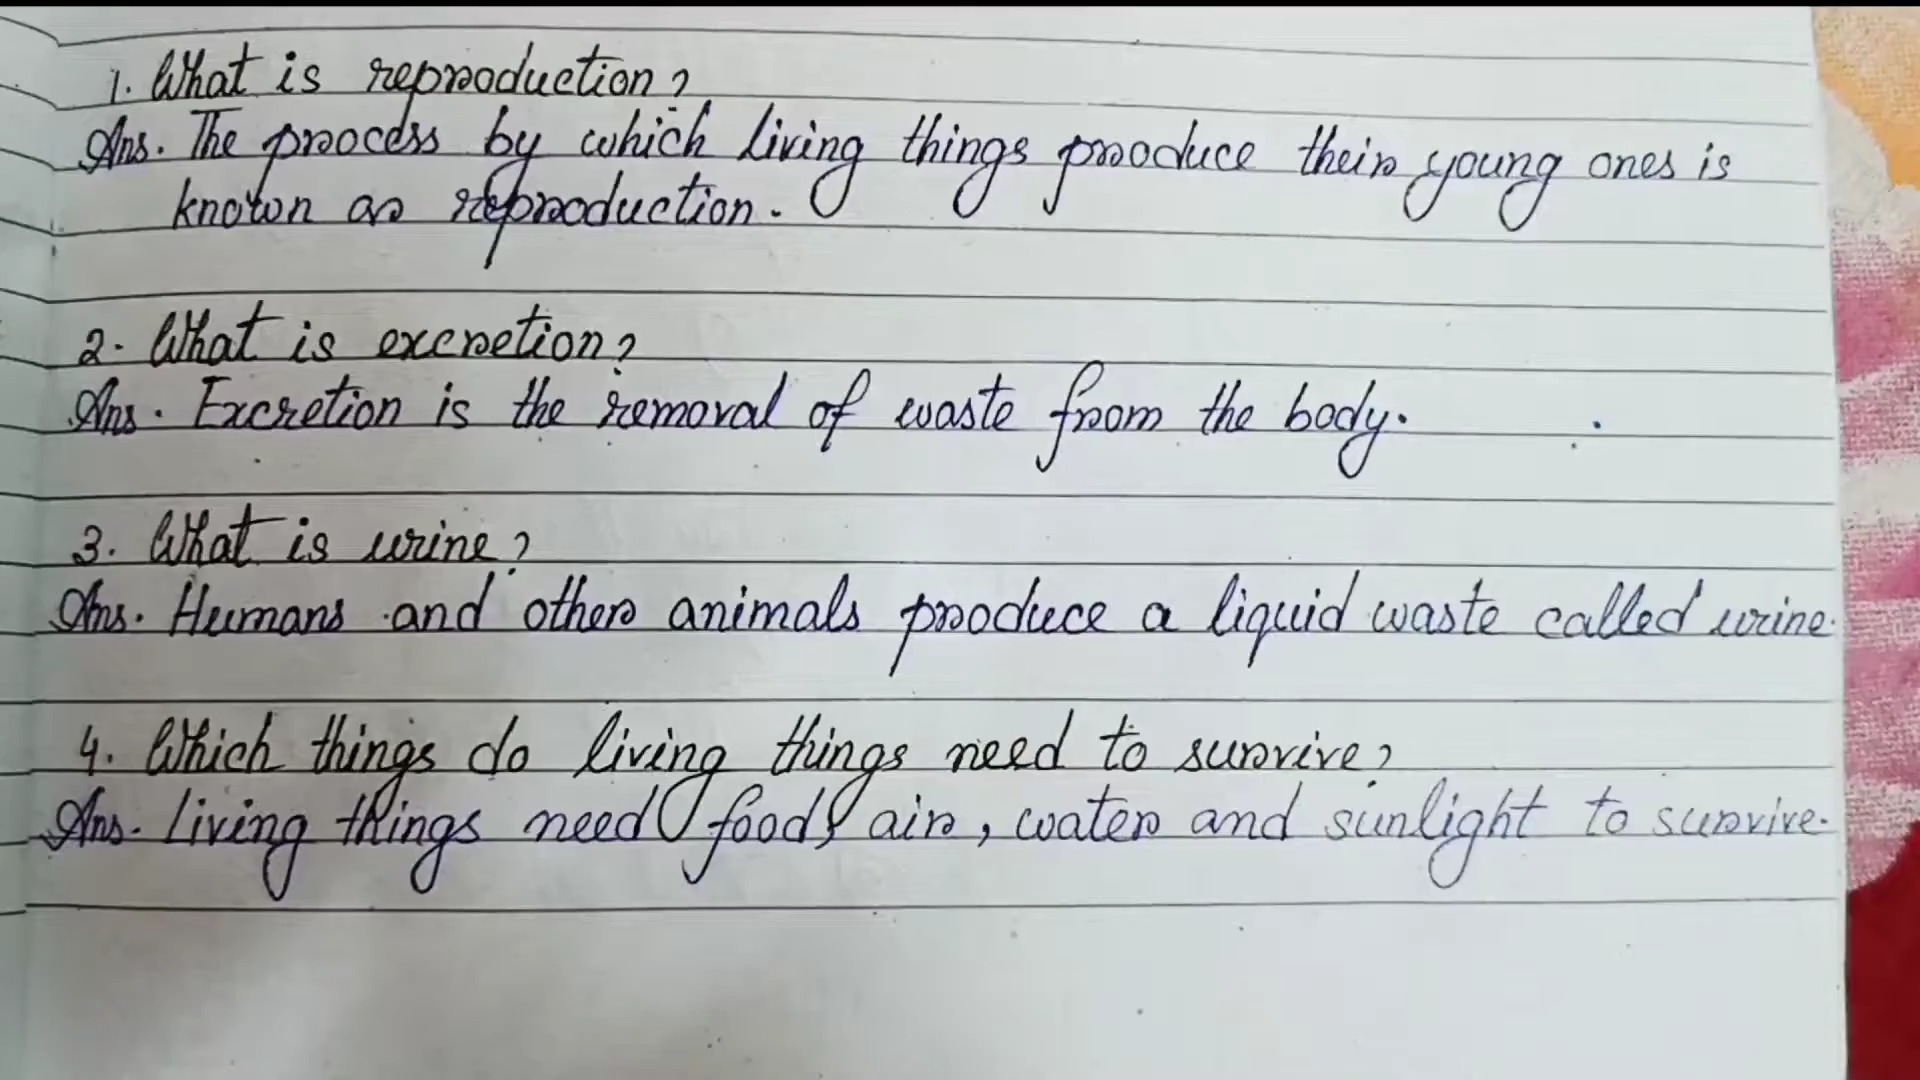 1. What is reproduction?
Ans. The process by which living things produce their young ones is
known as reproduction.
2. What is excretion?
Ans. Excretion is the removal of waste from the body.
3. What is urine?
Ans. Humans and other animals produce a liquid waste called urine.
4. Which things do living things need to survive?
Ans. Living things need food, air, water and sunlight to survive.